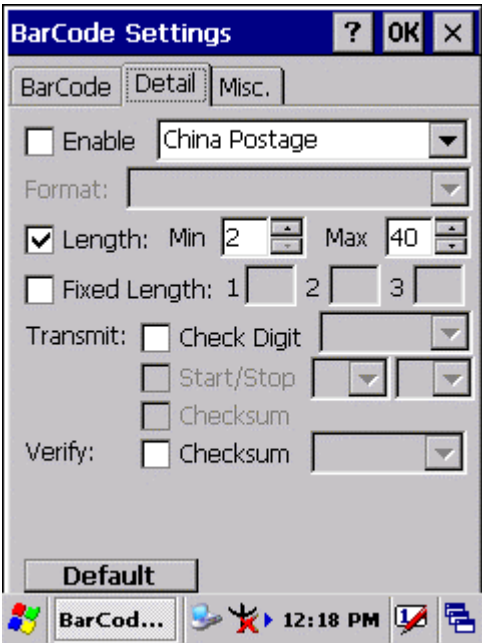 BarCode Settings ? OK ×
BarCode Detail Misc.
Enable China Postage
Format:
Length: Min 2 Max 40
Fixed Length: 1 2 3
Transmit: Check Digit
Start/Stop
Checksum
Verify: Checksum
Default
BarCod... 12:18 PM 1